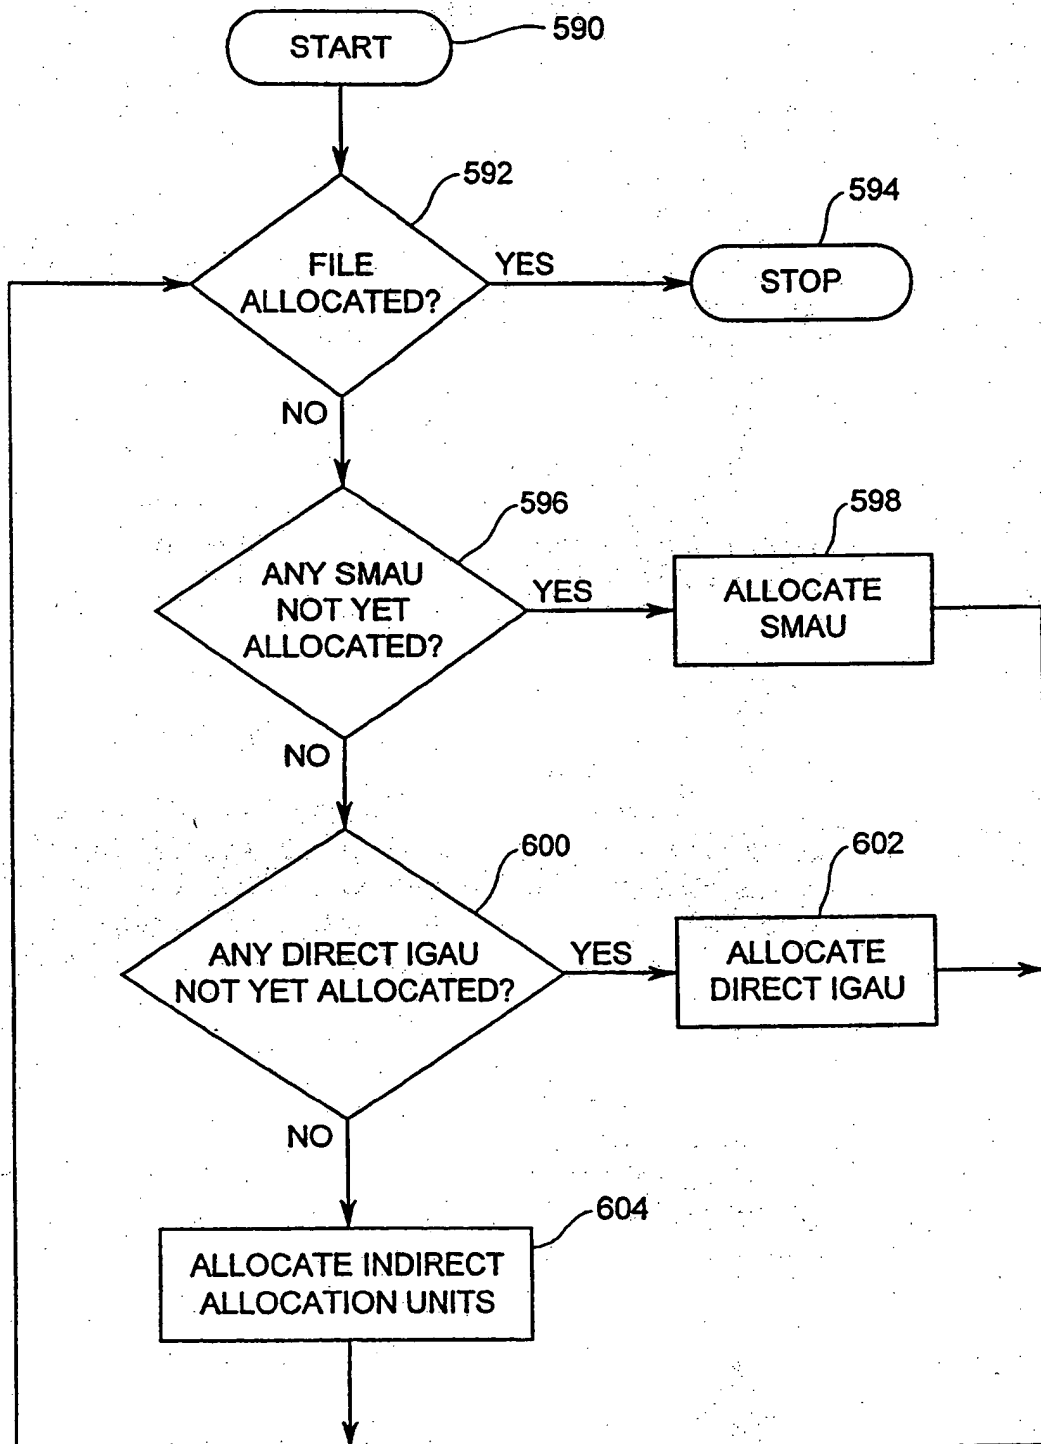 START
590
592
FILE
ALLOCATED?
YES
594
STOP
NO
596
ANY SMAU
NOT YET
ALLOCATED?
YES
598
ALLOCATE
SMAU
NO
600
ANY DIRECT IGAU
NOT YET ALLOCATED?
YES
602
ALLOCATE
DIRECT IGAU
NO
604
ALLOCATE INDIRECT
ALLOCATION UNITS